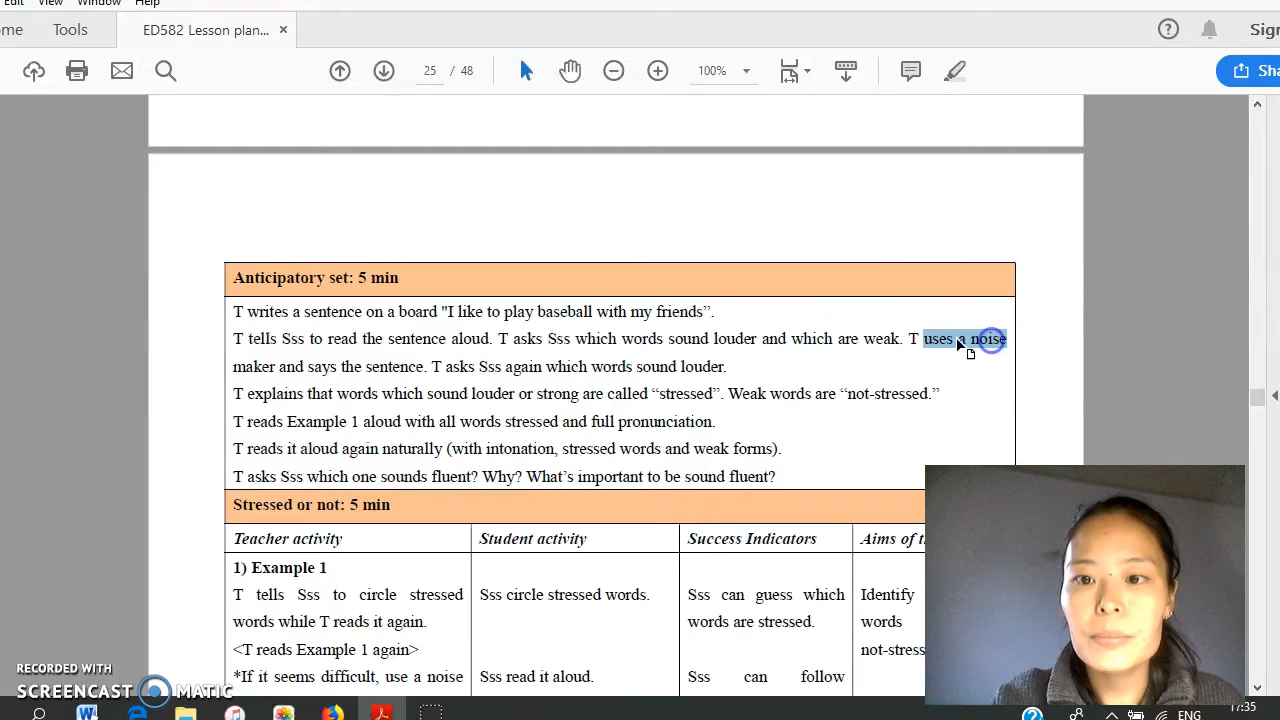 Edit View Window Help
Tools
ED582 Lesson plan... ×
25 / 48
100%
Anticipatory set: 5 min
T writes a sentence on a board "I like to play baseball with my friends”.
T tells Sss to read the sentence aloud. T asks Sss which words sound louder and which are weak. T uses a noise
maker and says the sentence. T asks Sss again which words sound louder.
T explains that words which sound louder or strong are called “stressed”. Weak words are “not-stressed.”
T reads Example 1 aloud with all words stressed and full pronunciation.
T reads it aloud again naturally (with intonation, stressed words and weak forms).
T asks Sss which one sounds fluent? Why? What’s important to be sound fluent?
Stressed or not: 5 min
Teacher activity Student activity Success Indicators Aims of t
1) Example 1
T tells Sss to circle stressed Sss circle stressed words. Sss can guess which Identify
words while T reads it again. words are stressed. words
<T reads Example 1 again> not-stress
*If it seems difficult, use a noise Sss read it aloud. Sss can follow
RECORDED WITH
SCREENCAST MATIC
ENG
17:35